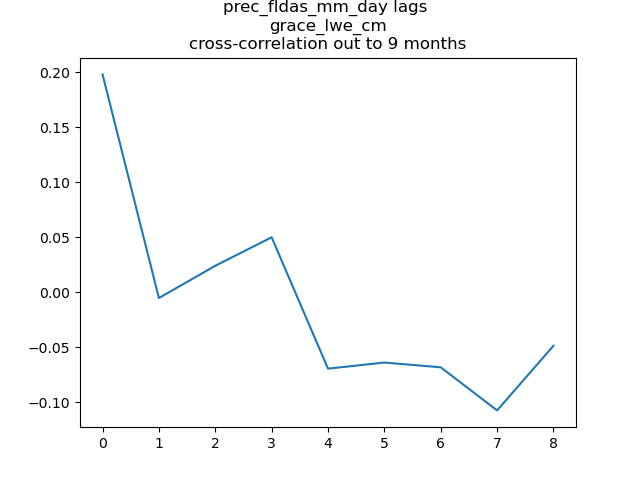 prec_fldas_mm_day lags
grace_lwe_cm
cross-correlation out to 9 months
0.20
0.15
0.10
0.05
0.00
−0.05
−0.10
0 1 2 3 4 5 6 7 8